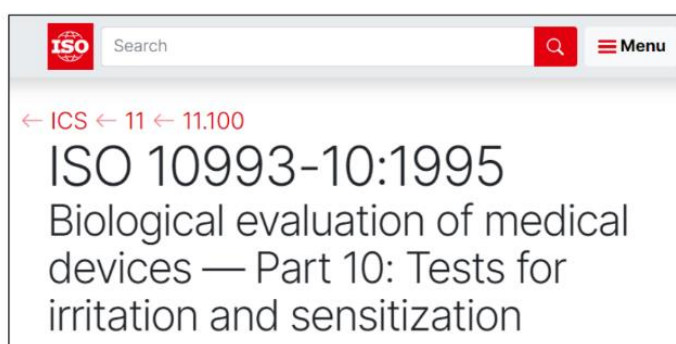 ISO
Search
Menu
← ICS ← 11 ← 11.100
ISO 10993-10:1995
Biological evaluation of medical
devices — Part 10: Tests for
irritation and sensitization